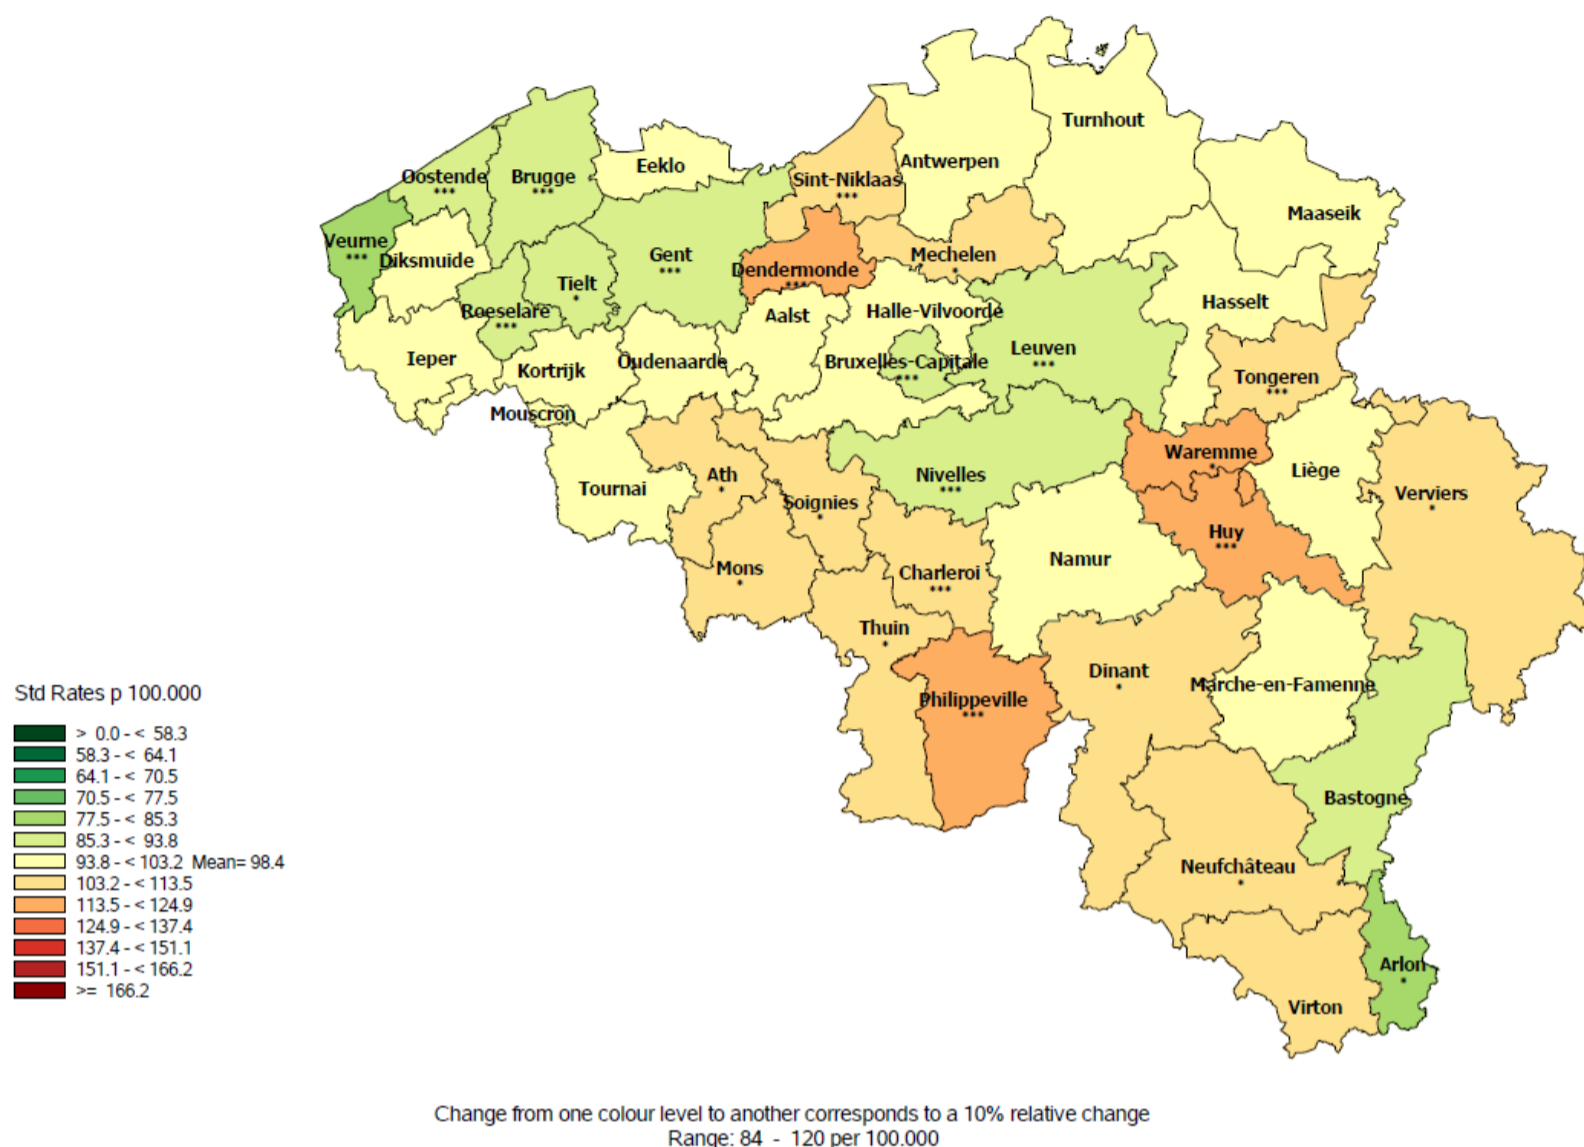 Turnhout
Antwerpen
Eeklo
Sint-Niklaas
***
Oostende
***
Brugge
***
Maaseik
Veurne
***
Diksmuide
Gent
***
Mechelen
*
Dendermonde
***
Tielt
*
Roeselare
***
Aalst
Halle-Vilvoorde
Hasselt
Ieper
Kortrijk
Oudenaarde
Bruxelles-Capitale
***
Leuven
***
Tongeren
***
Mouscron
Waremme
*
Liège
Ath
*
Nivelles
***
Tournai
Soignies
*
Verviers
*
Huy
***
Mons
*
Charleroi
***
Namur
Thuin
*
Dinant
*
Marche-en-Famenne
Philippeville
***
Bastogne
Neufchâteau
*
Arlon
*
Virton
Std Rates p 100.000
> 0.0 - < 58.3
58.3 - < 64.1
64.1 - < 70.5
70.5 - < 77.5
77.5 - < 85.3
85.3 - < 93.8
93.8 - < 103.2 Mean= 98.4
103.2 - < 113.5
113.5 - < 124.9
124.9 - < 137.4
137.4 - < 151.1
151.1 - < 166.2
>= 166.2
Change from one colour level to another corresponds to a 10% relative change
Range: 84 - 120 per 100.000